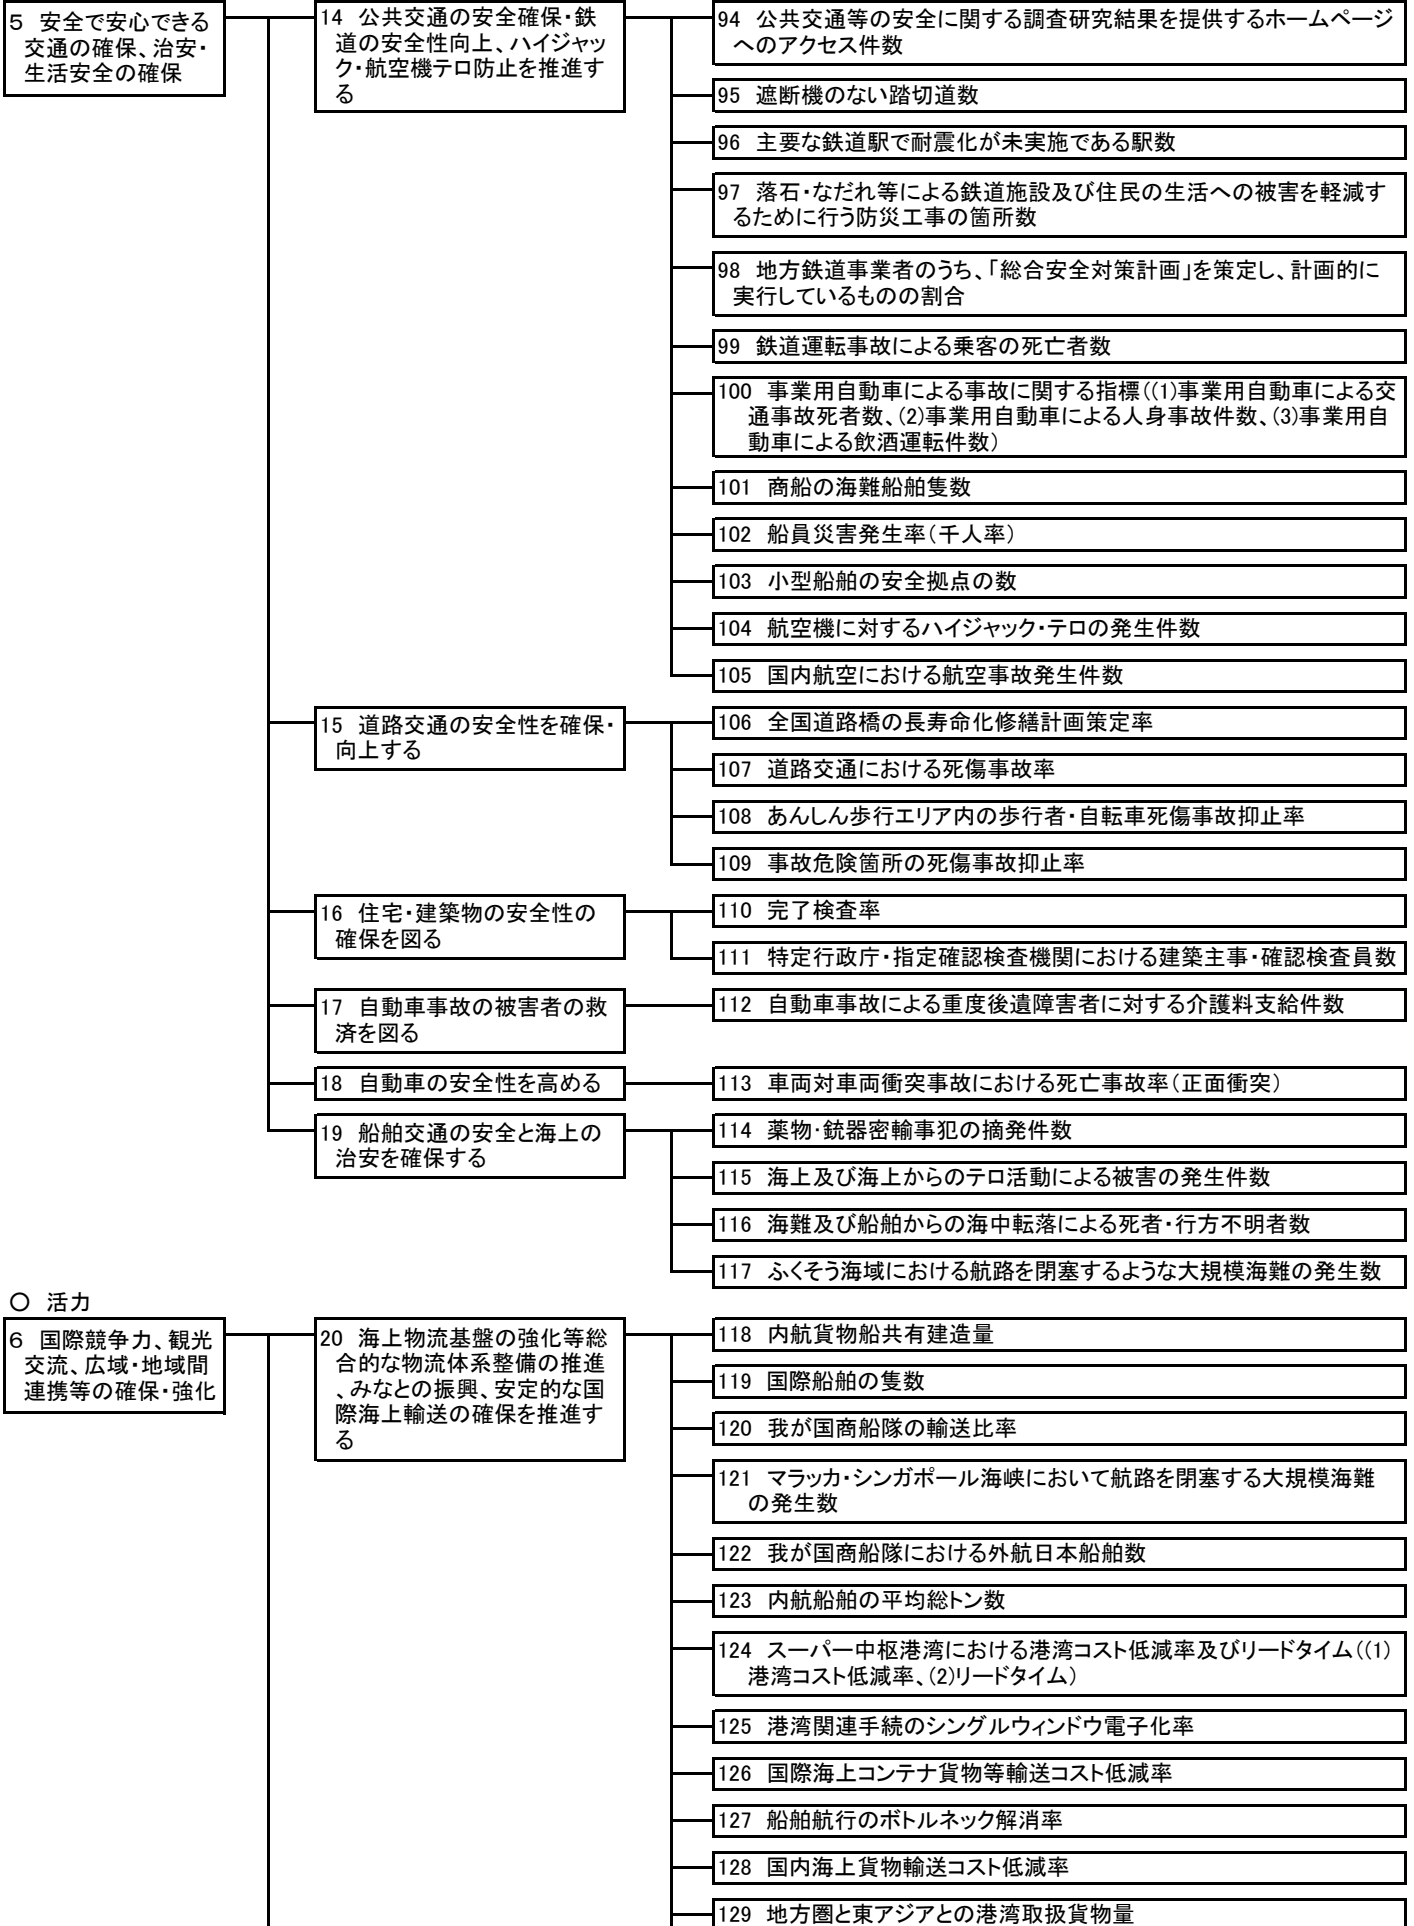 5 安全で安心できる
交通の確保、治安・
生活安全の確保
14 公共交通の安全確保・鉄
道の安全性向上、ハイジャッ
ク・航空機テロ防止を推進す
る
94 公共交通等の安全に関する調査研究結果を提供するホームページ
へのアクセス件数
95 遮断機のない踏切道数
96 主要な鉄道駅で耐震化が未実施である駅数
97 落石・なだれ等による鉄道施設及び住民の生活への被害を軽減す
るために行う防災工事の箇所数
98 地方鉄道事業者のうち、「総合安全対策計画」を策定し、計画的に
実行しているものの割合
99 鉄道運転事故による乗客の死亡者数
100 事業用自動車による事故に関する指標((1)事業用自動車による交
通事故死者数、(2)事業用自動車による人身事故件数、(3)事業用自
動車による飲酒運転件数)
101 商船の海難船舶隻数
102 船員災害発生率(千人率)
103 小型船舶の安全拠点の数
104 航空機に対するハイジャック・テロの発生件数
105 国内航空における航空事故発生件数
15 道路交通の安全性を確保・
向上する
106 全国道路橋の長寿命化修繕計画策定率
107 道路交通における死傷事故率
108 あんしん歩行エリア内の歩行者・自転車死傷事故抑止率
109 事故危険箇所の死傷事故抑止率
16 住宅・建築物の安全性の
確保を図る
110 完了検査率
111 特定行政庁・指定確認検査機関における建築主事・確認検査員数
17 自動車事故の被害者の救
済を図る
112 自動車事故による重度後遺障害者に対する介護料支給件数
18 自動車の安全性を高める
113 車両対車両衝突事故における死亡事故率(正面衝突)
19 船舶交通の安全と海上の
治安を確保する
114 薬物・銃器密輸事犯の摘発件数
115 海上及び海上からのテロ活動による被害の発生件数
116 海難及び船舶からの海中転落による死者・行方不明者数
117 ふくそう海域における航路を閉塞するような大規模海難の発生数
○ 活力
6 国際競争力、観光
交流、広域・地域間
連携等の確保・強化
20 海上物流基盤の強化等総
合的な物流体系整備の推進
、みなとの振興、安定的な国
際海上輸送の確保を推進す
る
118 内航貨物船共有建造量
119 国際船舶の隻数
120 我が国商船隊の輸送比率
121 マラッカ・シンガポール海峡において航路を閉塞する大規模海難
の発生数
122 我が国商船隊における外航日本船舶数
123 内航船舶の平均総トン数
124 スーパー中枢港湾における港湾コスト低減率及びリードタイム((1)
港湾コスト低減率、(2)リードタイム)
125 港湾関連手続のシングルウィンドウ電子化率
126 国際海上コンテナ貨物等輸送コスト低減率
127 船舶航行のボトルネック解消率
128 国内海上貨物輸送コスト低減率
129 地方圏と東アジアとの港湾取扱貨物量